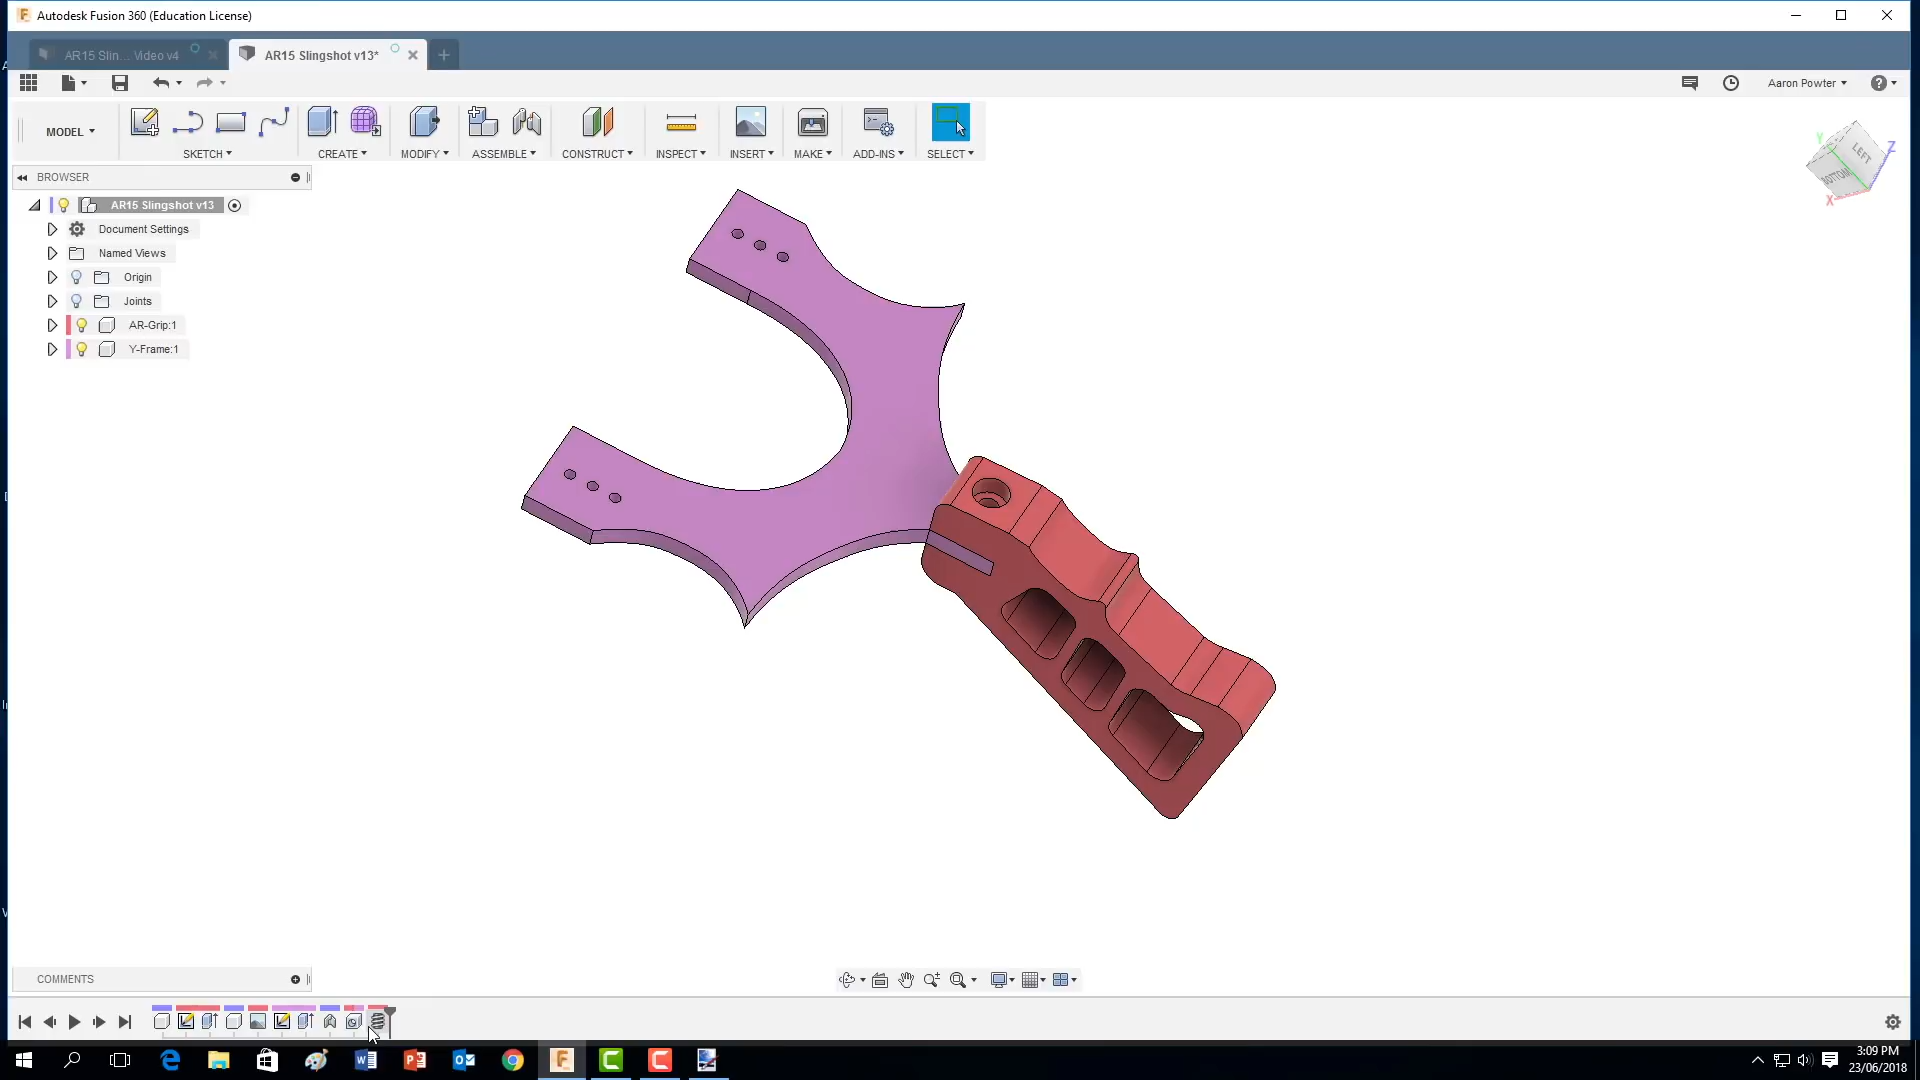 Autodesk Fusion 360 (Education License)
AR15 Slin... Video v4
AR15 Slingshot v13*
Aaron Powter
MODEL
SKETCH
CREATE
MODIFY
ASSEMBLE
CONSTRUCT
INSPECT
INSERT
MAKE
ADD-INS
SELECT
Y
Z
X
LEFT
BOTTOM
BROWSER
AR15 Slingshot v13
Document Settings
Named Views
Origin
Joints
AR-Grip:1
Y-Frame:1
COMMENTS
3:09 PM
23/06/2018